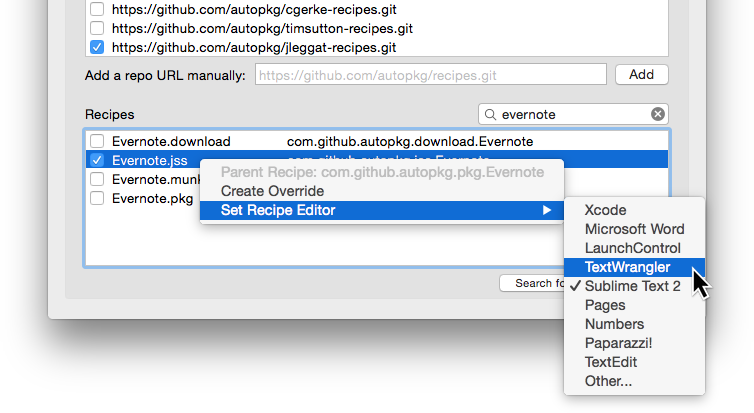 https://github.com/autopkg/cgerke-recipes.git
https://github.com/autopkg/timsutton-recipes.git
https://github.com/autopkg/jleggat-recipes.git
Add a repo URL manually: https://github.com/autopkg/recipes.git Add
Recipes evernote
Evernote.download com.github.autopkg.download.Evernote
Evernote.jss com.github.autopkg.jss.Evernote
Parent Recipe: com.github.autopkg.pkg.Evernote
Evernote.munk
Create Override
Evernote.pkg
Set Recipe Editor
Xcode
Microsoft Word
LaunchControl
TextWrangler
Search fo
Sublime Text 2
Pages
Numbers
Paparazzi!
TextEdit
Other...